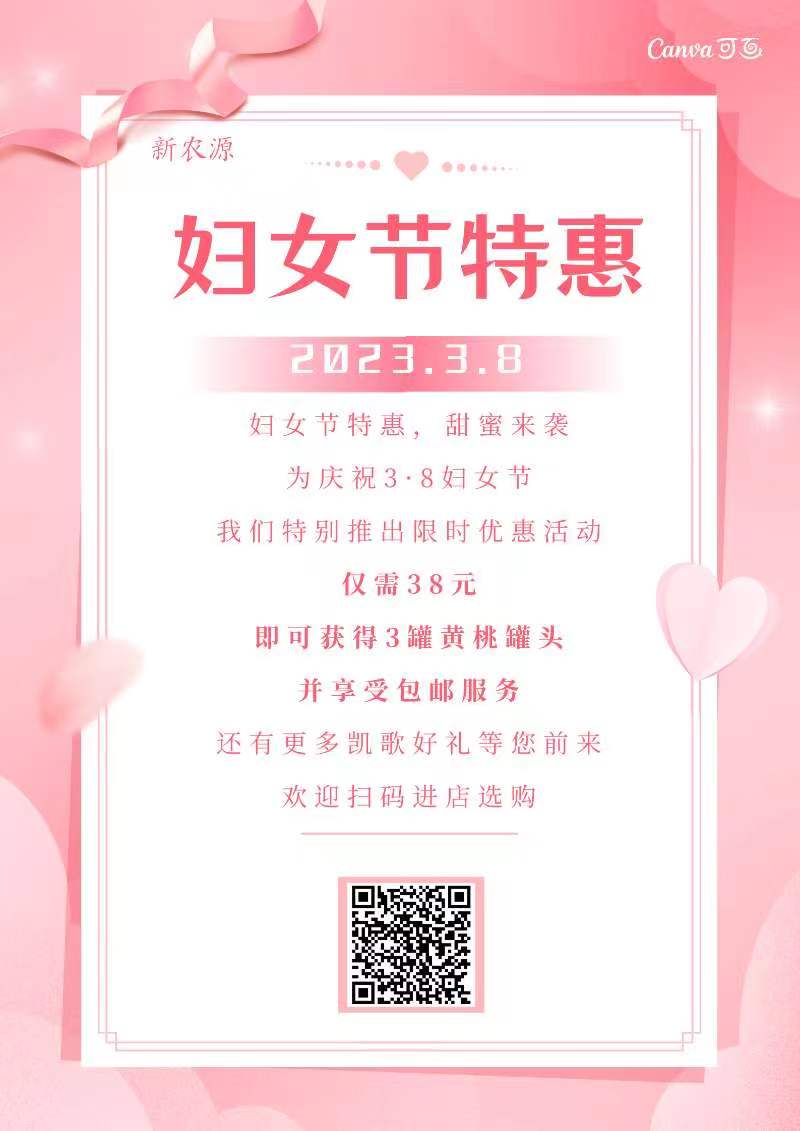 Canva可画
新农源
妇女节特惠
2023.3.8
妇女节特惠，甜蜜来袭
为庆祝3·8妇女节
我们特别推出限时优惠活动
仅需38元
即可获得3罐黄桃罐头
并享受包邮服务
还有更多凯歌好礼等您前来
欢迎扫码进店选购